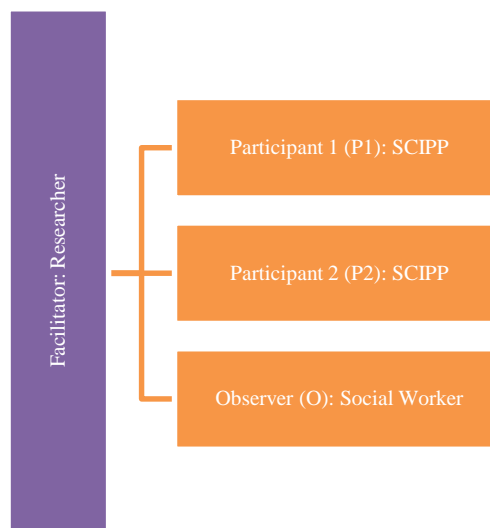 Facilitator: Researcher
Participant 1 (P1): SCIPP
Participant 2 (P2): SCIPP
Observer (O): Social Worker